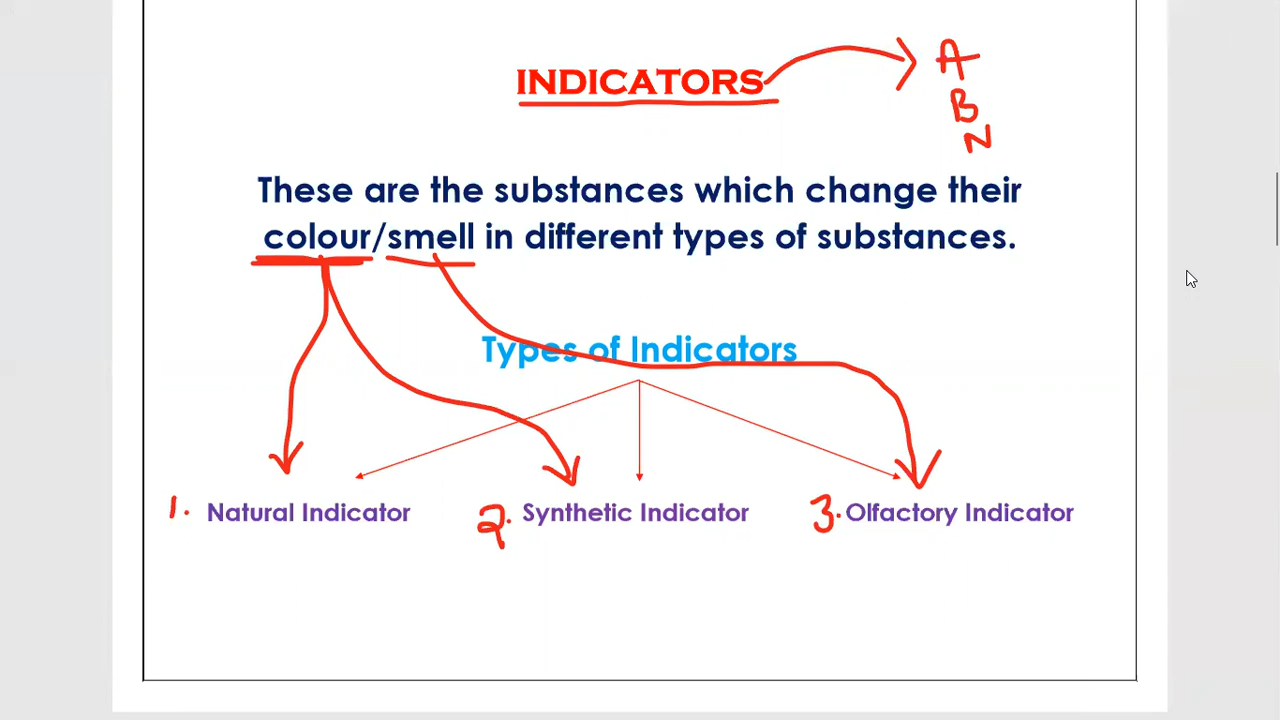 INDICATORS
A
B
N
These are the substances which change their
colour/smell in different types of substances.
Types of Indicators
1. Natural Indicator
2. Synthetic Indicator
3. Olfactory Indicator